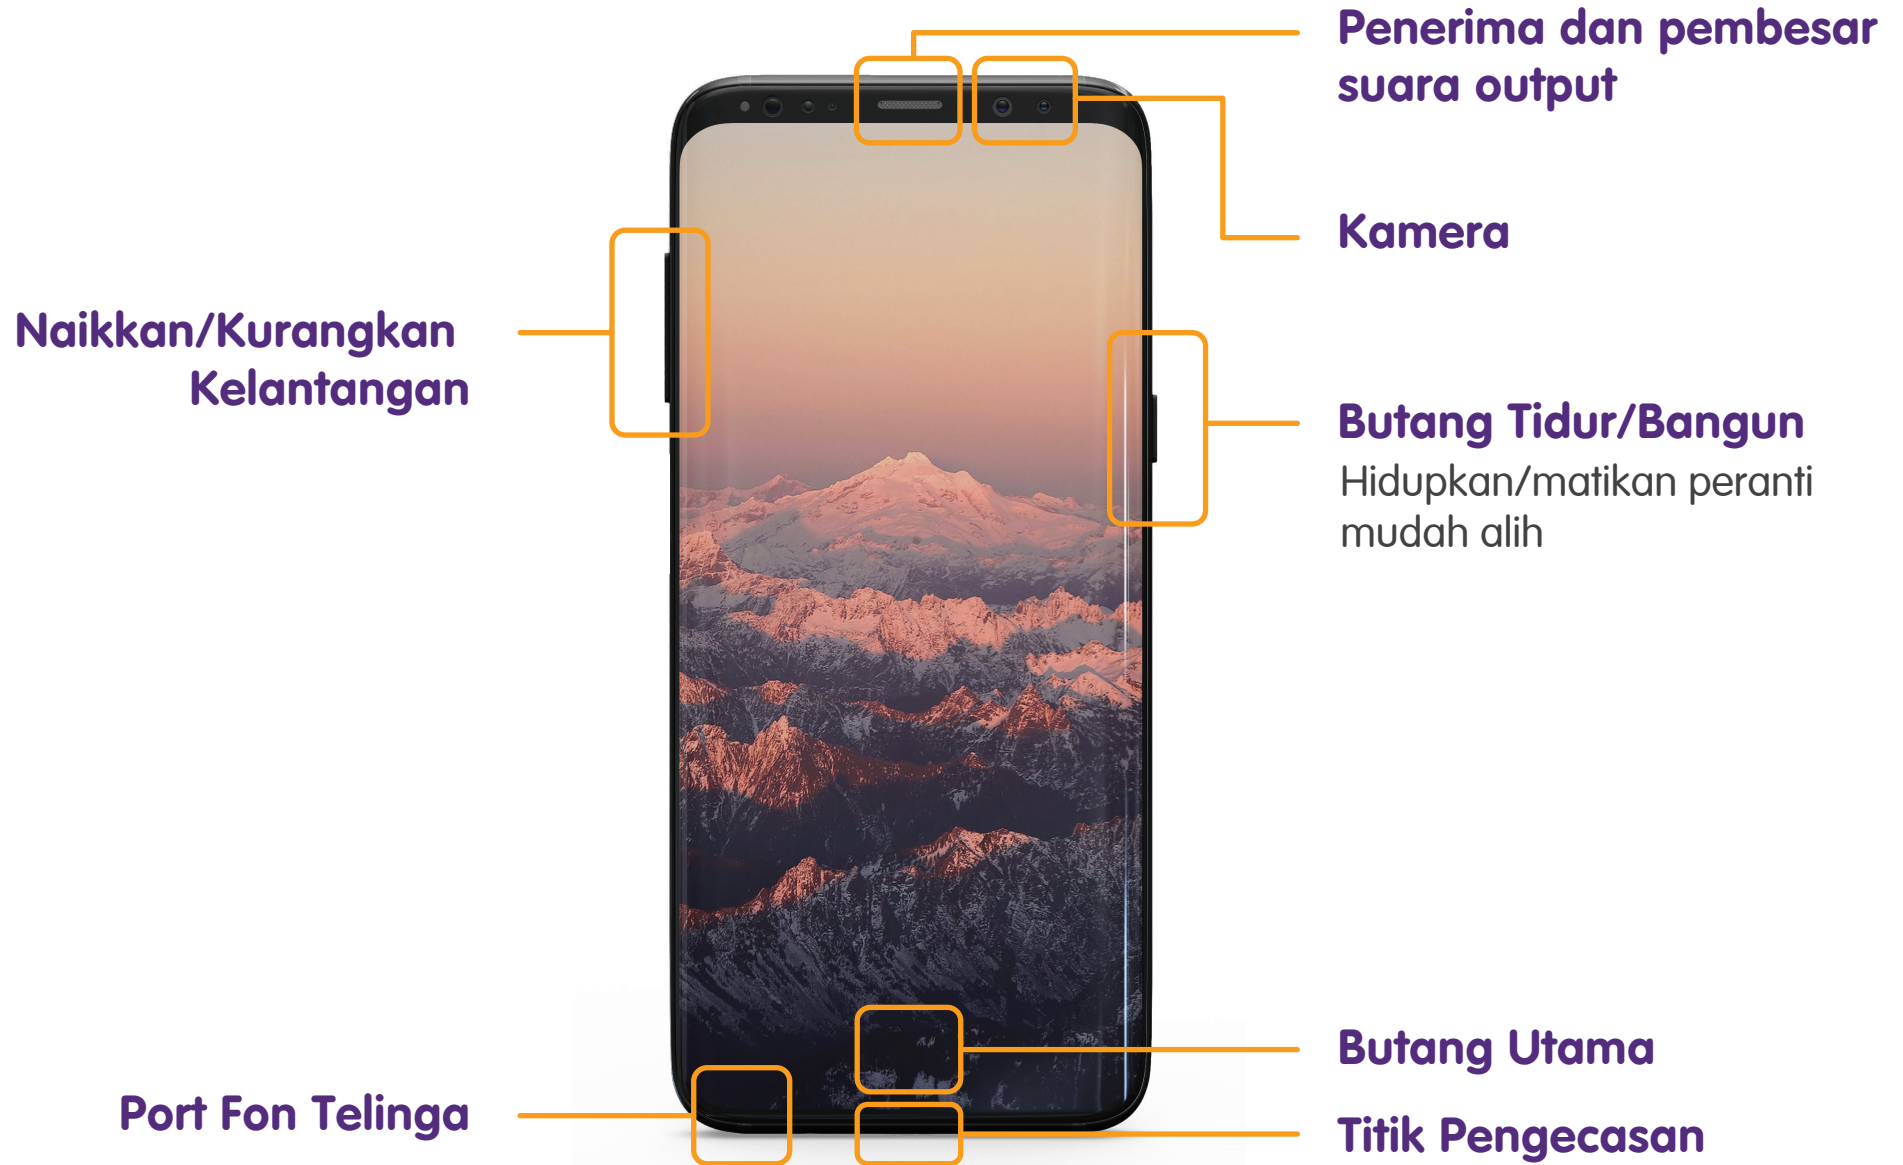 Penerima dan pembesar
suara output
Kamera
Naikkan/Kurangkan
Kelantangan
Butang Tidur/Bangun
Hidupkan/matikan peranti
mudah alih
Butang Utama
Port Fon Telinga
Titik Pengecasan